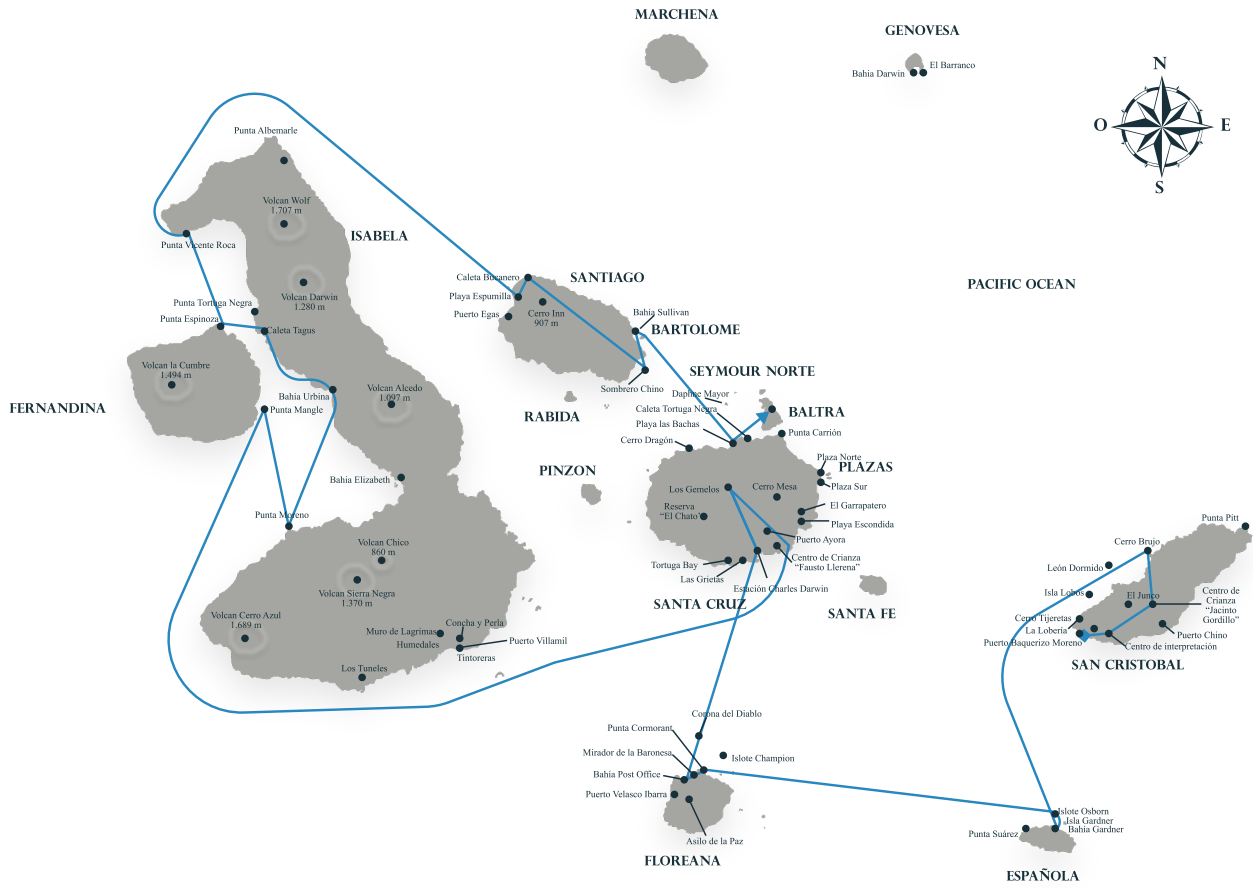 MARCHENA
GENOVESA
El Barranco
Bahia Darwin
N
O
E
S
Punta Albemarle
Volcan Wolf
1.707 m
ISABELA
Punta Vicente Roca
Volcan Darwin
1.280 m
Punta Tortuga Negra
Punta Espinoza
Caleta Tagus
Volcan la Cumbre
1.494 m
FERNANDINA
Punta Mangle
Bahia Urbina
Volcan Alcedo
1.097 m
Bahia Elizabeth
Punta Moreno
Volcan Chico
860 m
Volcan Sierra Negra
1.370 m
Volcan Cerro Azul
1.689 m
Muro de Lagrimas
Humedales
Concha y Perla
Puerto Villamil
Tintoreras
Los Tuneles
Caleta Bucanero
SANTIAGO
Playa Espumilla
Puerto Egas
Cerro Inn
907 m
Bahia Sullivan
BARTOLOME
Sombrero Chino
RABIDA
PINZON
PACIFIC OCEAN
SEYMOUR NORTE
Daphne Mayor
Caleta Tortuga Negra
Playa las Bachas
Cerro Dragón
BALTRA
Punta Carrión
Plaza Norte
PLAZAS
Plaza Sur
Los Gemelos
Cerro Mesa
Reserva
“El Chato”
El Garrapatero
Playa Escondida
Puerto Ayora
Centro de Crianza
“Fausto Llerena”
Tortuga Bay
Las Grietas
Estación Charles Darwin
SANTA CRUZ
SANTA FE
Punta Pitt
Cerro Brujo
León Dormido
Isla Lobos
El Junco
Centro de
Crianza
“Jacinto
Gordillo”
Cerro Tijeretas
La Lobería
Puerto Baquerizo Moreno
Puerto Chino
Centro de interpretación
SAN CRISTOBAL
Corona del Diablo
Punta Cormorant
Mirador de la Baronesa
Islote Champion
Bahía Post Office
Puerto Velasco Ibarra
Asilo de la Paz
FLOREANA
Islote Osborn
Isla Gardner
Punta Suárez
Bahía Gardner
ESPAÑOLA